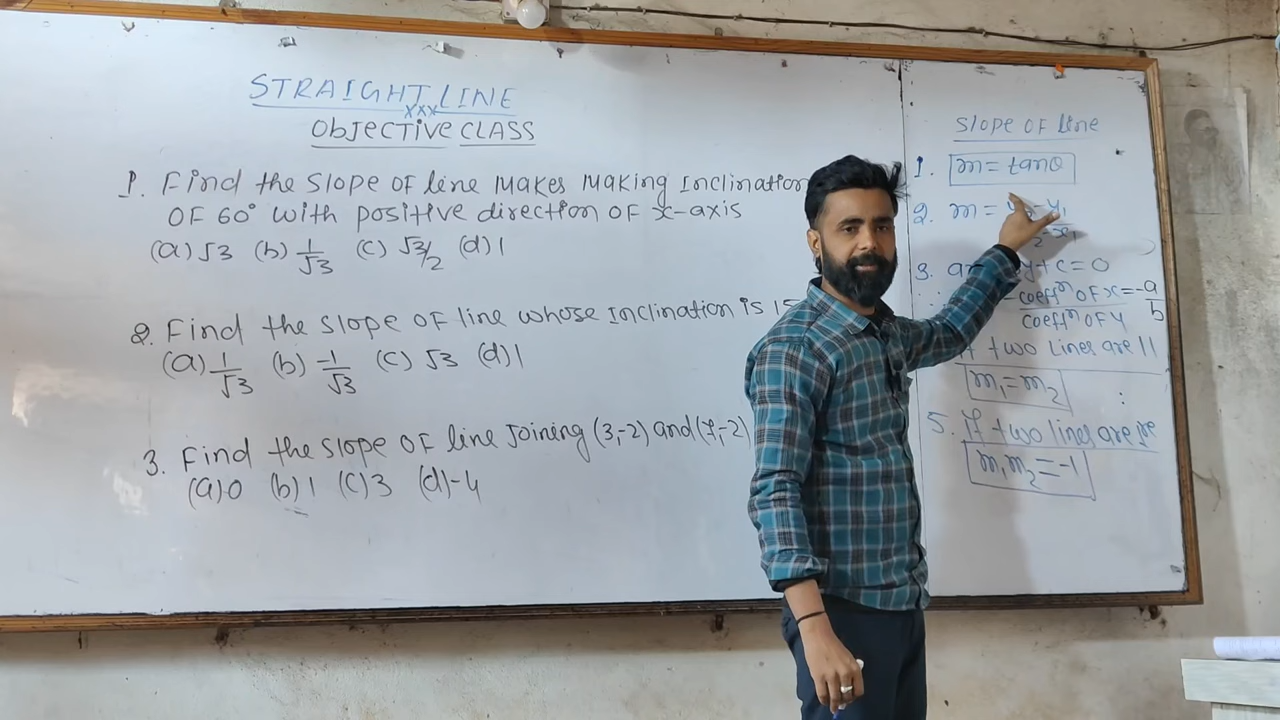 STRAIGHT LINE
xxx
ObJECTIVE CLASS
1. Find the Slope OF line Makes Making Inclination
OF 60° with positive direction OF x-axis
(a) √3 (b) 1/√3 (c) √3/2 (d) 1
2. Find the slope OF line whose Inclination is
(a) 1/√3 (b) -1/√3 (c) √3 (d) 1
3. Find the slope OF line Joining (3,-2) and (7,-2)
(a) 0 (b) 1 (c) 3 (d) -4
Slope OF line
1. m = tanθ
2. m =
3. y+c=0
coeffⁿ OF x = -a
coeffⁿ OF y b
two lines are ||
m₁ = m₂
5. If two lines are re
m₁m₂ = -1